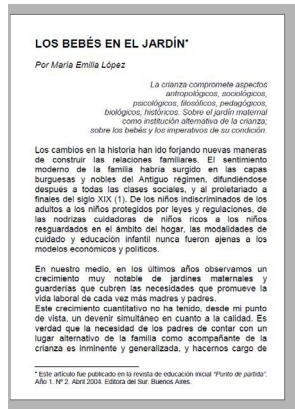 LOS BEBÉS EN EL JARDÍN*
Por María Emilia López
La crianza compromete aspectos
antropológicos, sociológicos,
psicológicos, filosóficos, pedagógicos,
biológicos, históricos. Sobre el jardín maternal
como institución alternativa de la crianza;
sobre los bebés y los imperativos de su condición.
Los cambios en la historia han ido forjando nuevas maneras
de construir las relaciones familiares. El sentimiento
moderno de la familia habría surgido en las capas
burguesas y nobles del Antiguo régimen, difundiéndose
después a todas las clases sociales, y al proletariado a
finales del siglo XIX (1). De los niños indiscriminados de los
adultos a los niños protegidos por leyes y regulaciones, de
las nodrizas cuidadoras de niños ricos a los niños
resguardados en el ámbito del hogar, las modalidades de
cuidado y educación infantil nunca fueron ajenas a los
modelos económicos y políticos.
En nuestro medio, en los últimos años observamos un
crecimiento muy notable de jardines maternales y
guarderías que cubren las necesidades que promueve la
vida laboral de cada vez más madres y padres.
Este crecimiento cuantitativo no ha tenido, desde mi punto
de vista, un devenir simultáneo en cuanto a la calidad. Es
verdad que la necesidad de los padres de contar con un
lugar alternativo de la familia como acompañante de la
crianza es inminente y generalizada, y hacernos cargo de
* Este artículo fue publicado en la revista de educación inicial "Punto de partida".
Año 1. Nº 2. Abril 2004. Editora del Sur. Buenos Aires.